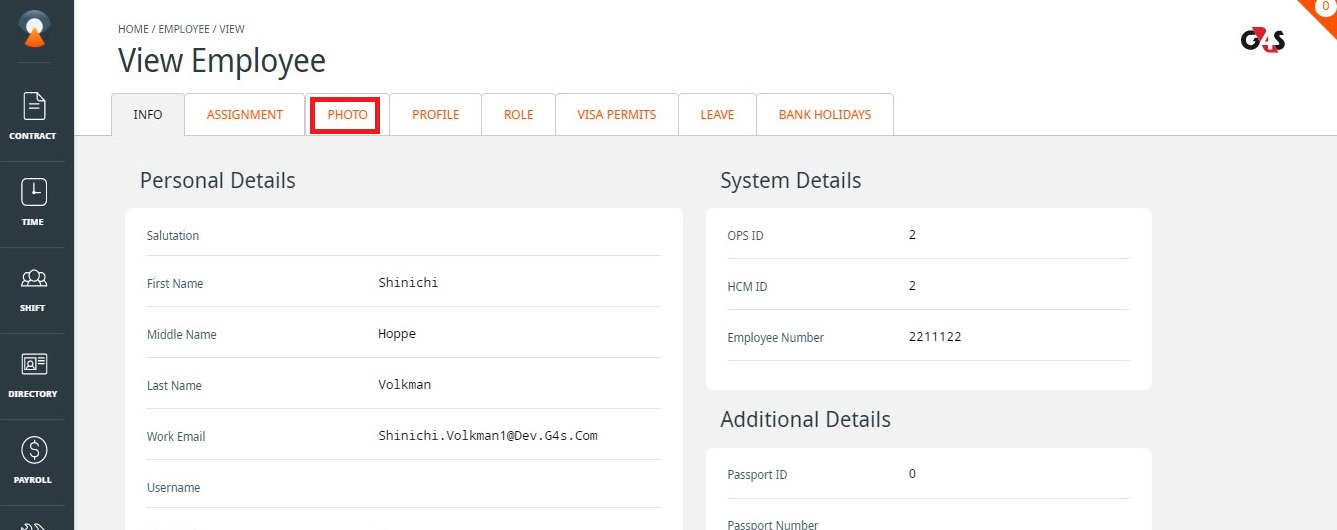 0
HOME / EMPLOYEE / VIEW
G4S
View Employee
INFO ASSIGNMENT PHOTO PROFILE ROLE VISA PERMITS LEAVE BANK HOLIDAYS
CONTRACT
TIME
SHIFT
DIRECTORY
PAYROLL
Personal Details
Salutation
First Name Shinichi
Middle Name Hoppe
Last Name Volkman
Work Email Shinichi.Volkman1@Dev.G4s.Com
Username
System Details
OPS ID 2
HCM ID 2
Employee Number 2211122
Additional Details
Passport ID 0
Passport Number